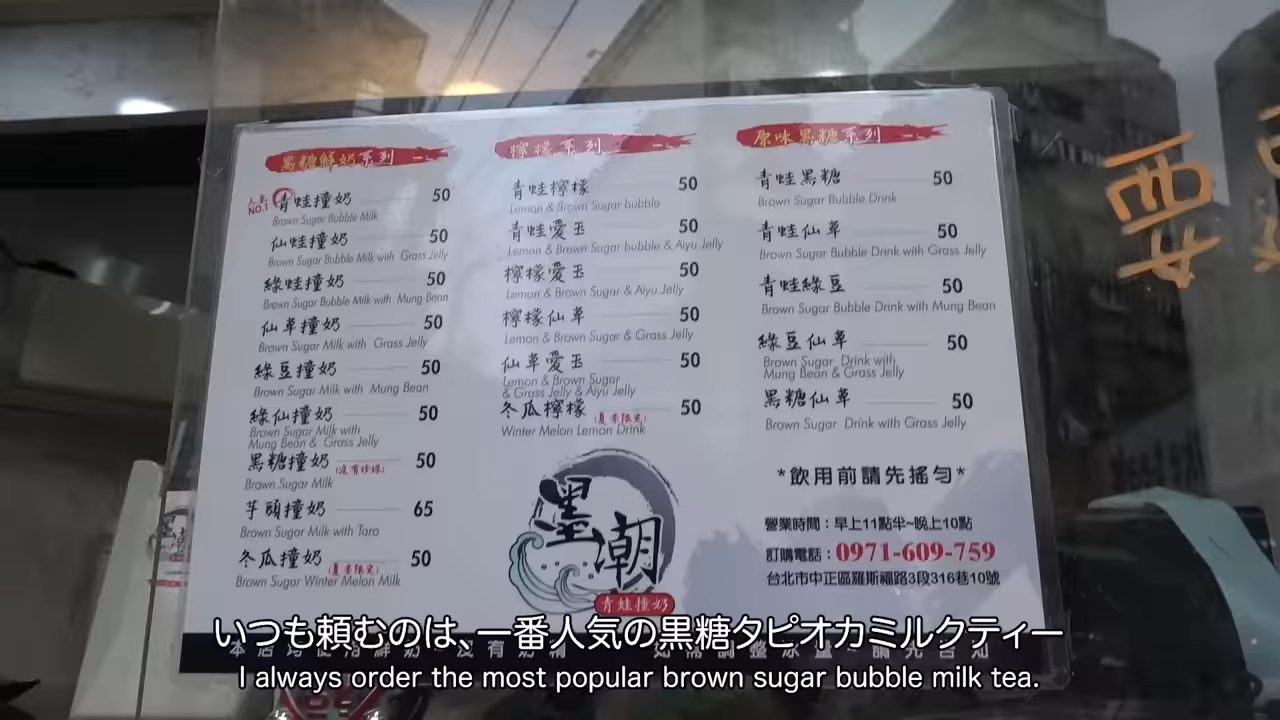 黒糖鮮奶系列
人氣
NO.1
青蛙撞奶 50
Brown Sugar Bubble Milk
仙蛙撞奶 50
Brown Sugar Bubble Milk with Grass Jelly
綠蛙撞奶 50
Brown Sugar Bubble Milk with Mung Bean
仙草撞奶 50
Brown Sugar Milk with Grass Jelly
綠豆撞奶 50
Brown Sugar Milk with Mung Bean
綠仙撞奶 50
Brown Sugar Milk with
Mung Bean & Grass Jelly
黑糖撞奶 (沒有珍珠) 50
Brown Sugar Milk
芋頭撞奶 65
Brown Sugar Milk with Taro
冬瓜撞奶 (夏季限定) 50
Brown Sugar Winter Melon Milk
檸檬系列
青蛙檸檬 50
Lemon & Brown Sugar bubble
青蛙愛玉 50
Lemon & Brown Sugar bubble & Aiyu Jelly
檸檬愛玉 50
Lemon & Brown Sugar & Aiyu Jelly
檸檬仙草 50
Lemon & Brown Sugar & Grass Jelly
仙草愛玉 50
Lemon & Brown Sugar
& Grass Jelly & Aiyu Jelly
冬瓜檸檬 (夏季限定) 50
Winter Melon Lemon Drink
墨潮
青蛙撞奶
原味黑糖系列
青蛙黑糖 50
Brown Sugar Bubble Drink
青蛙仙草 50
Brown Sugar Bubble Drink with Grass Jelly
青蛙綠豆 50
Brown Sugar Bubble Drink with Mung Bean
綠豆仙草 50
Brown Sugar Drink with
Mung Bean & Grass Jelly
黑糖仙草 50
Brown Sugar Drink with Grass Jelly
*飲用前請先搖勻*
營業時間：早上11點半~晚上10點
訂購電話：0971-609-759
台北市中正區羅斯福路3段316巷10號
要
いつも頼むのは、一番人気の黒糖タピオカミルクティー
I always order the most popular brown sugar bubble milk tea.